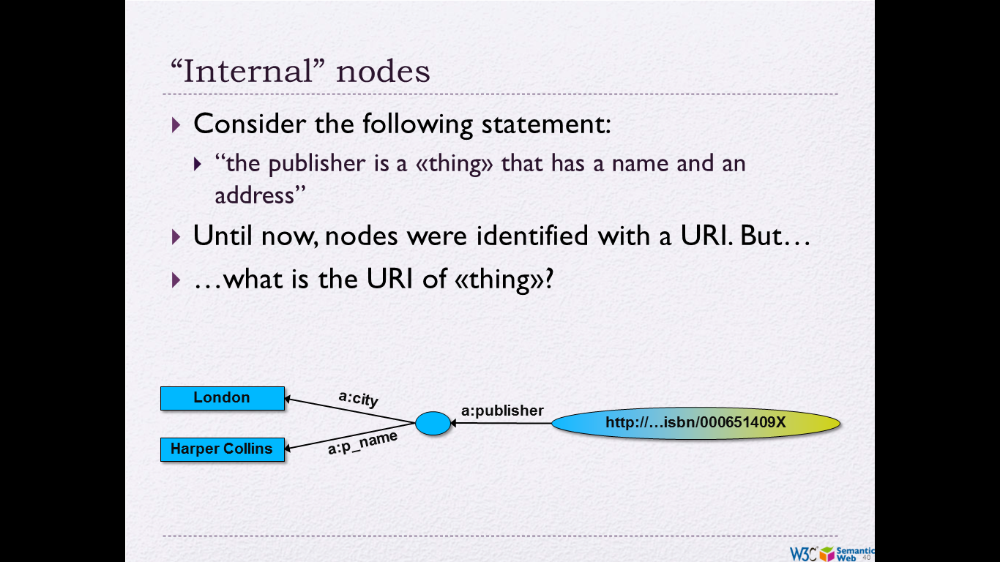 “Internal” nodes
Consider the following statement:
“the publisher is a «thing» that has a name and an
address”
Until now, nodes were identified with a URI. But…
…what is the URI of «thing»?
London
a:city
a:publisher
http://…isbn/000651409X
Harper Collins
a:p_name
W3C Semantic
Web 40